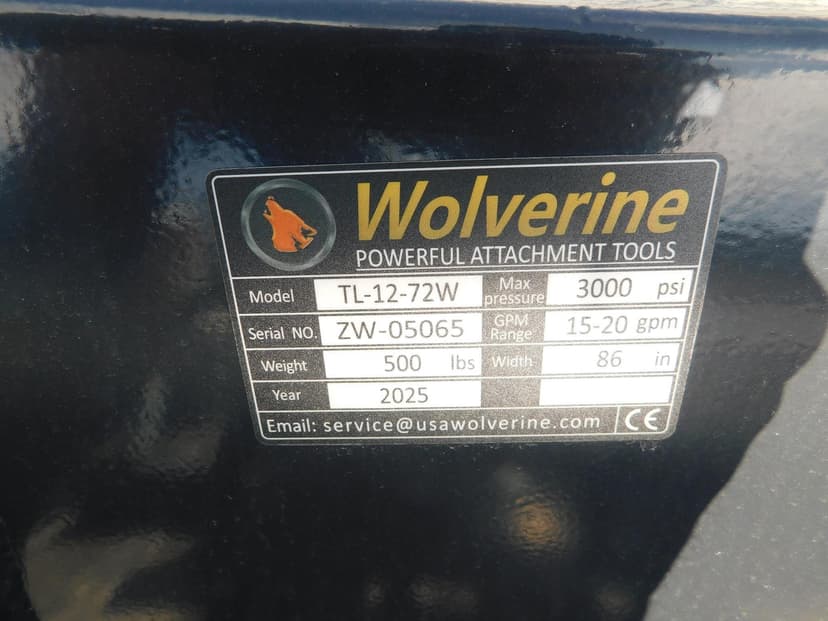 Wolverine
POWERFUL ATTACHMENT TOOLS
Model TL-12-72W Max pressure 3000 psi
Serial NO. ZW-05065 GPM Range 15-20 gpm
Weight 500 lbs Width 86 in
Year 2025
Email: service@usawolverine.com CE